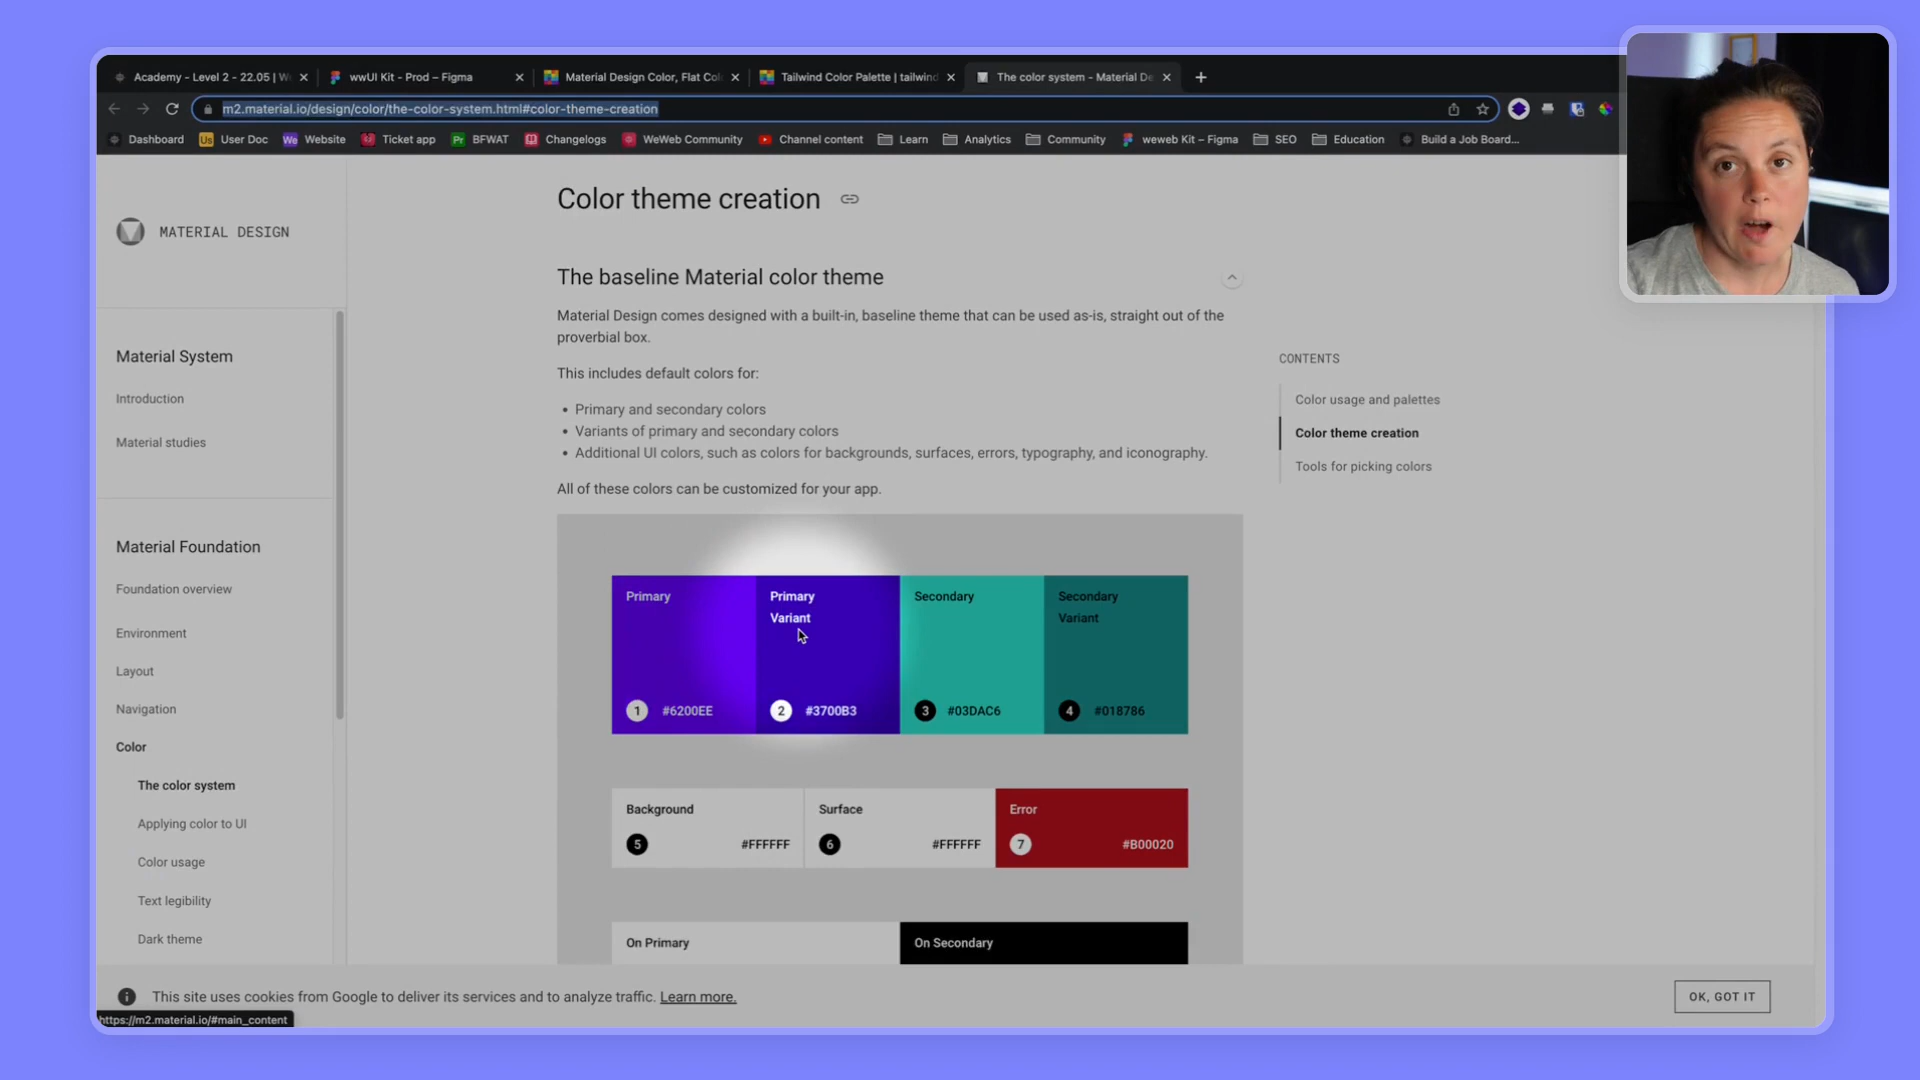 Academy - Level 2 - 22.05 | W
wwUI Kit - Prod – Figma
Material Design Color, Flat Col
Tailwind Color Palette | tailwind
The color system - Material De
m2.material.io/design/color/the-color-system.html#color-theme-creation
Dashboard
Us
User Doc
We
Website
Ticket app
Pr
BFWAT
Changelogs
WeWeb Community
Channel content
Learn
Analytics
Community
weweb Kit – Figma
SEO
Education
Build a Job Board...
MATERIAL DESIGN
Material System
Introduction
Material studies
Material Foundation
Foundation overview
Environment
Layout
Navigation
Color
The color system
Applying color to UI
Color usage
Text legibility
Dark theme
Color theme creation
The baseline Material color theme
Material Design comes designed with a built-in, baseline theme that can be used as-is, straight out of the
proverbial box.
This includes default colors for:
• Primary and secondary colors
• Variants of primary and secondary colors
• Additional UI colors, such as colors for backgrounds, surfaces, errors, typography, and iconography.
All of these colors can be customized for your app.
Primary
1 #6200EE
Primary
Variant
2 #3700B3
Secondary
3 #03DAC6
Secondary
Variant
4 #018786
Background
5 #FFFFFF
Surface
6 #FFFFFF
Error
7 #B00020
On Primary
On Secondary
CONTENTS
Color usage and palettes
Color theme creation
Tools for picking colors
This site uses cookies from Google to deliver its services and to analyze traffic. Learn more.
OK, GOT IT
https://m2.material.io/#main_content